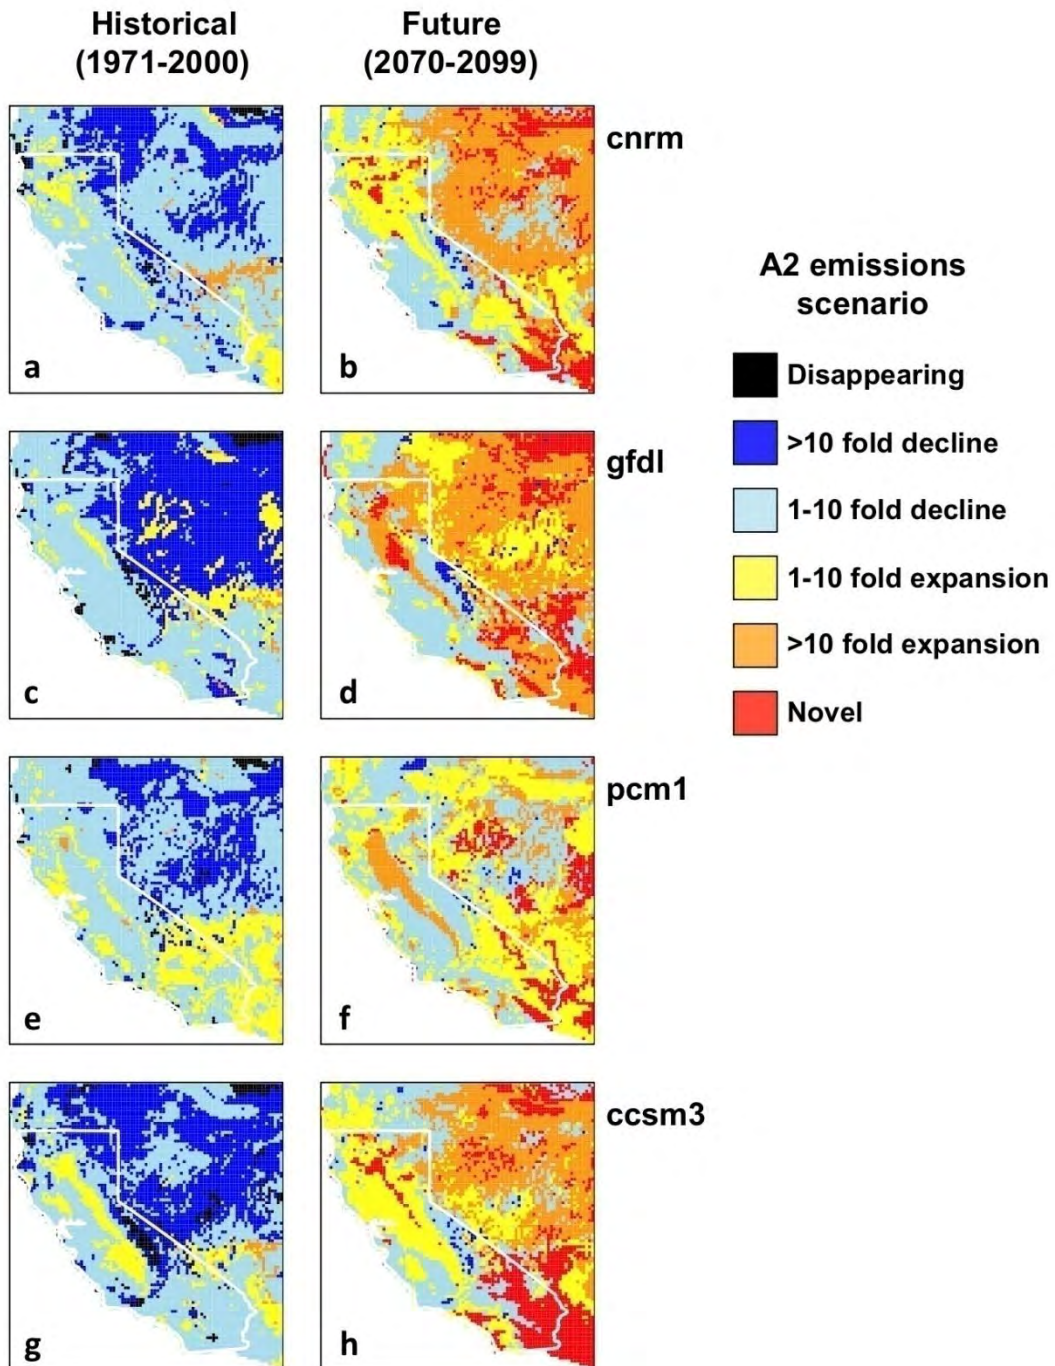 Historical
(1971-2000)
Future
(2070-2099)
a
b
cnrm
c
d
gfdl
e
f
pcm1
g
h
ccsm3
A2 emissions
scenario
Disappearing
>10 fold decline
1-10 fold decline
1-10 fold expansion
>10 fold expansion
Novel